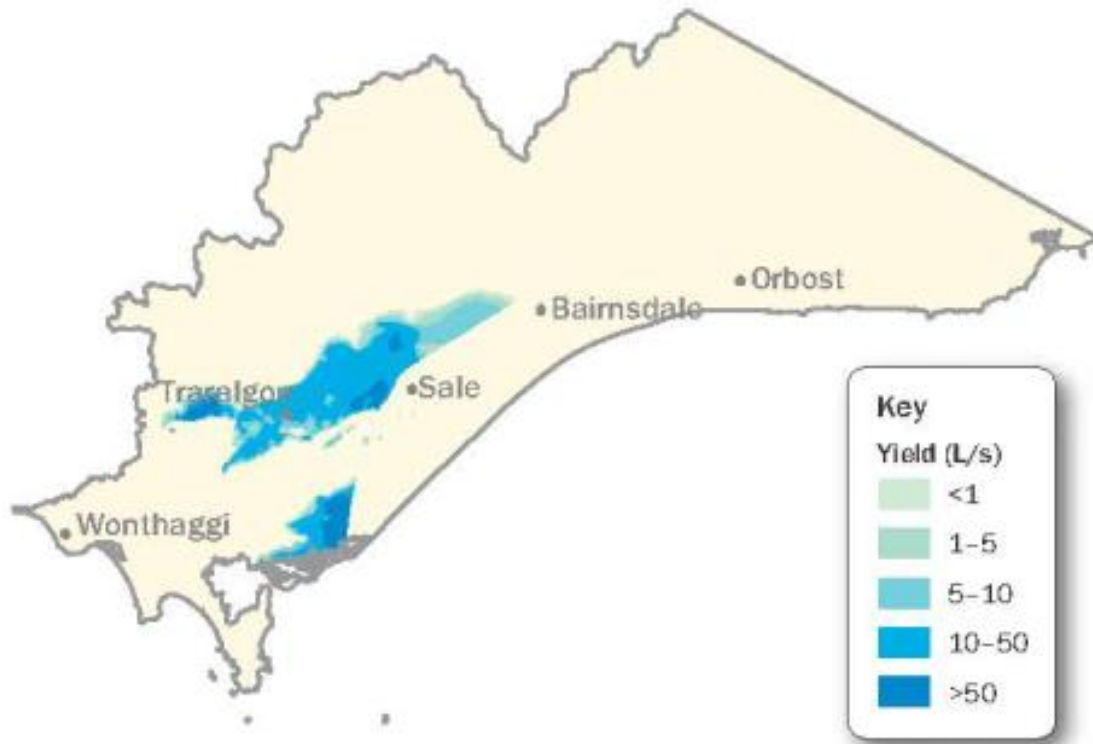 Orbost
Bairnsdale
Traralgon
Sale
Wonthaggi
Key
Yield (L/s)
<1
1–5
5–10
10–50
>50